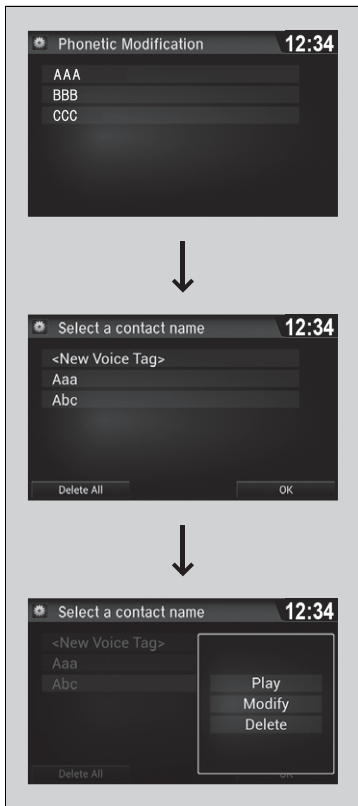 Phonetic Modification 12:34
AAA
BBB
CCC
Select a contact name 12:34
<New Voice Tag>
Aaa
Abc
Delete All OK
Select a contact name 12:34
<New Voice Tag>
Aaa
Abc
Play
Modify
Delete
Delete All OK